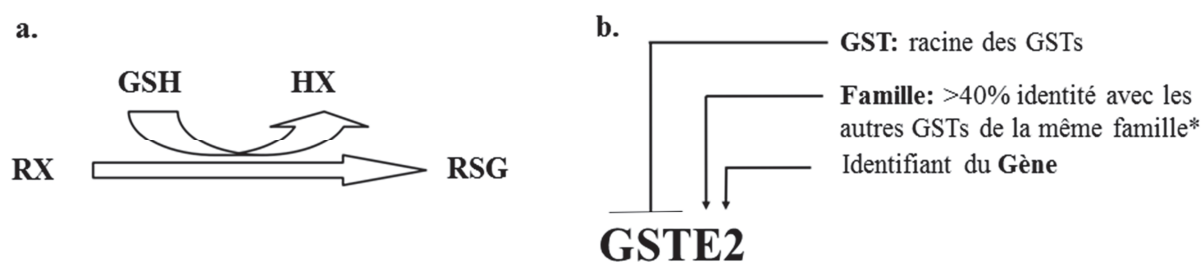 a.
GSH HX
RX RSG
b.
GST: racine des GSTs
Famille: >40% identité avec les
autres GSTs de la même famille*
Identifiant du Gène
GSTE2